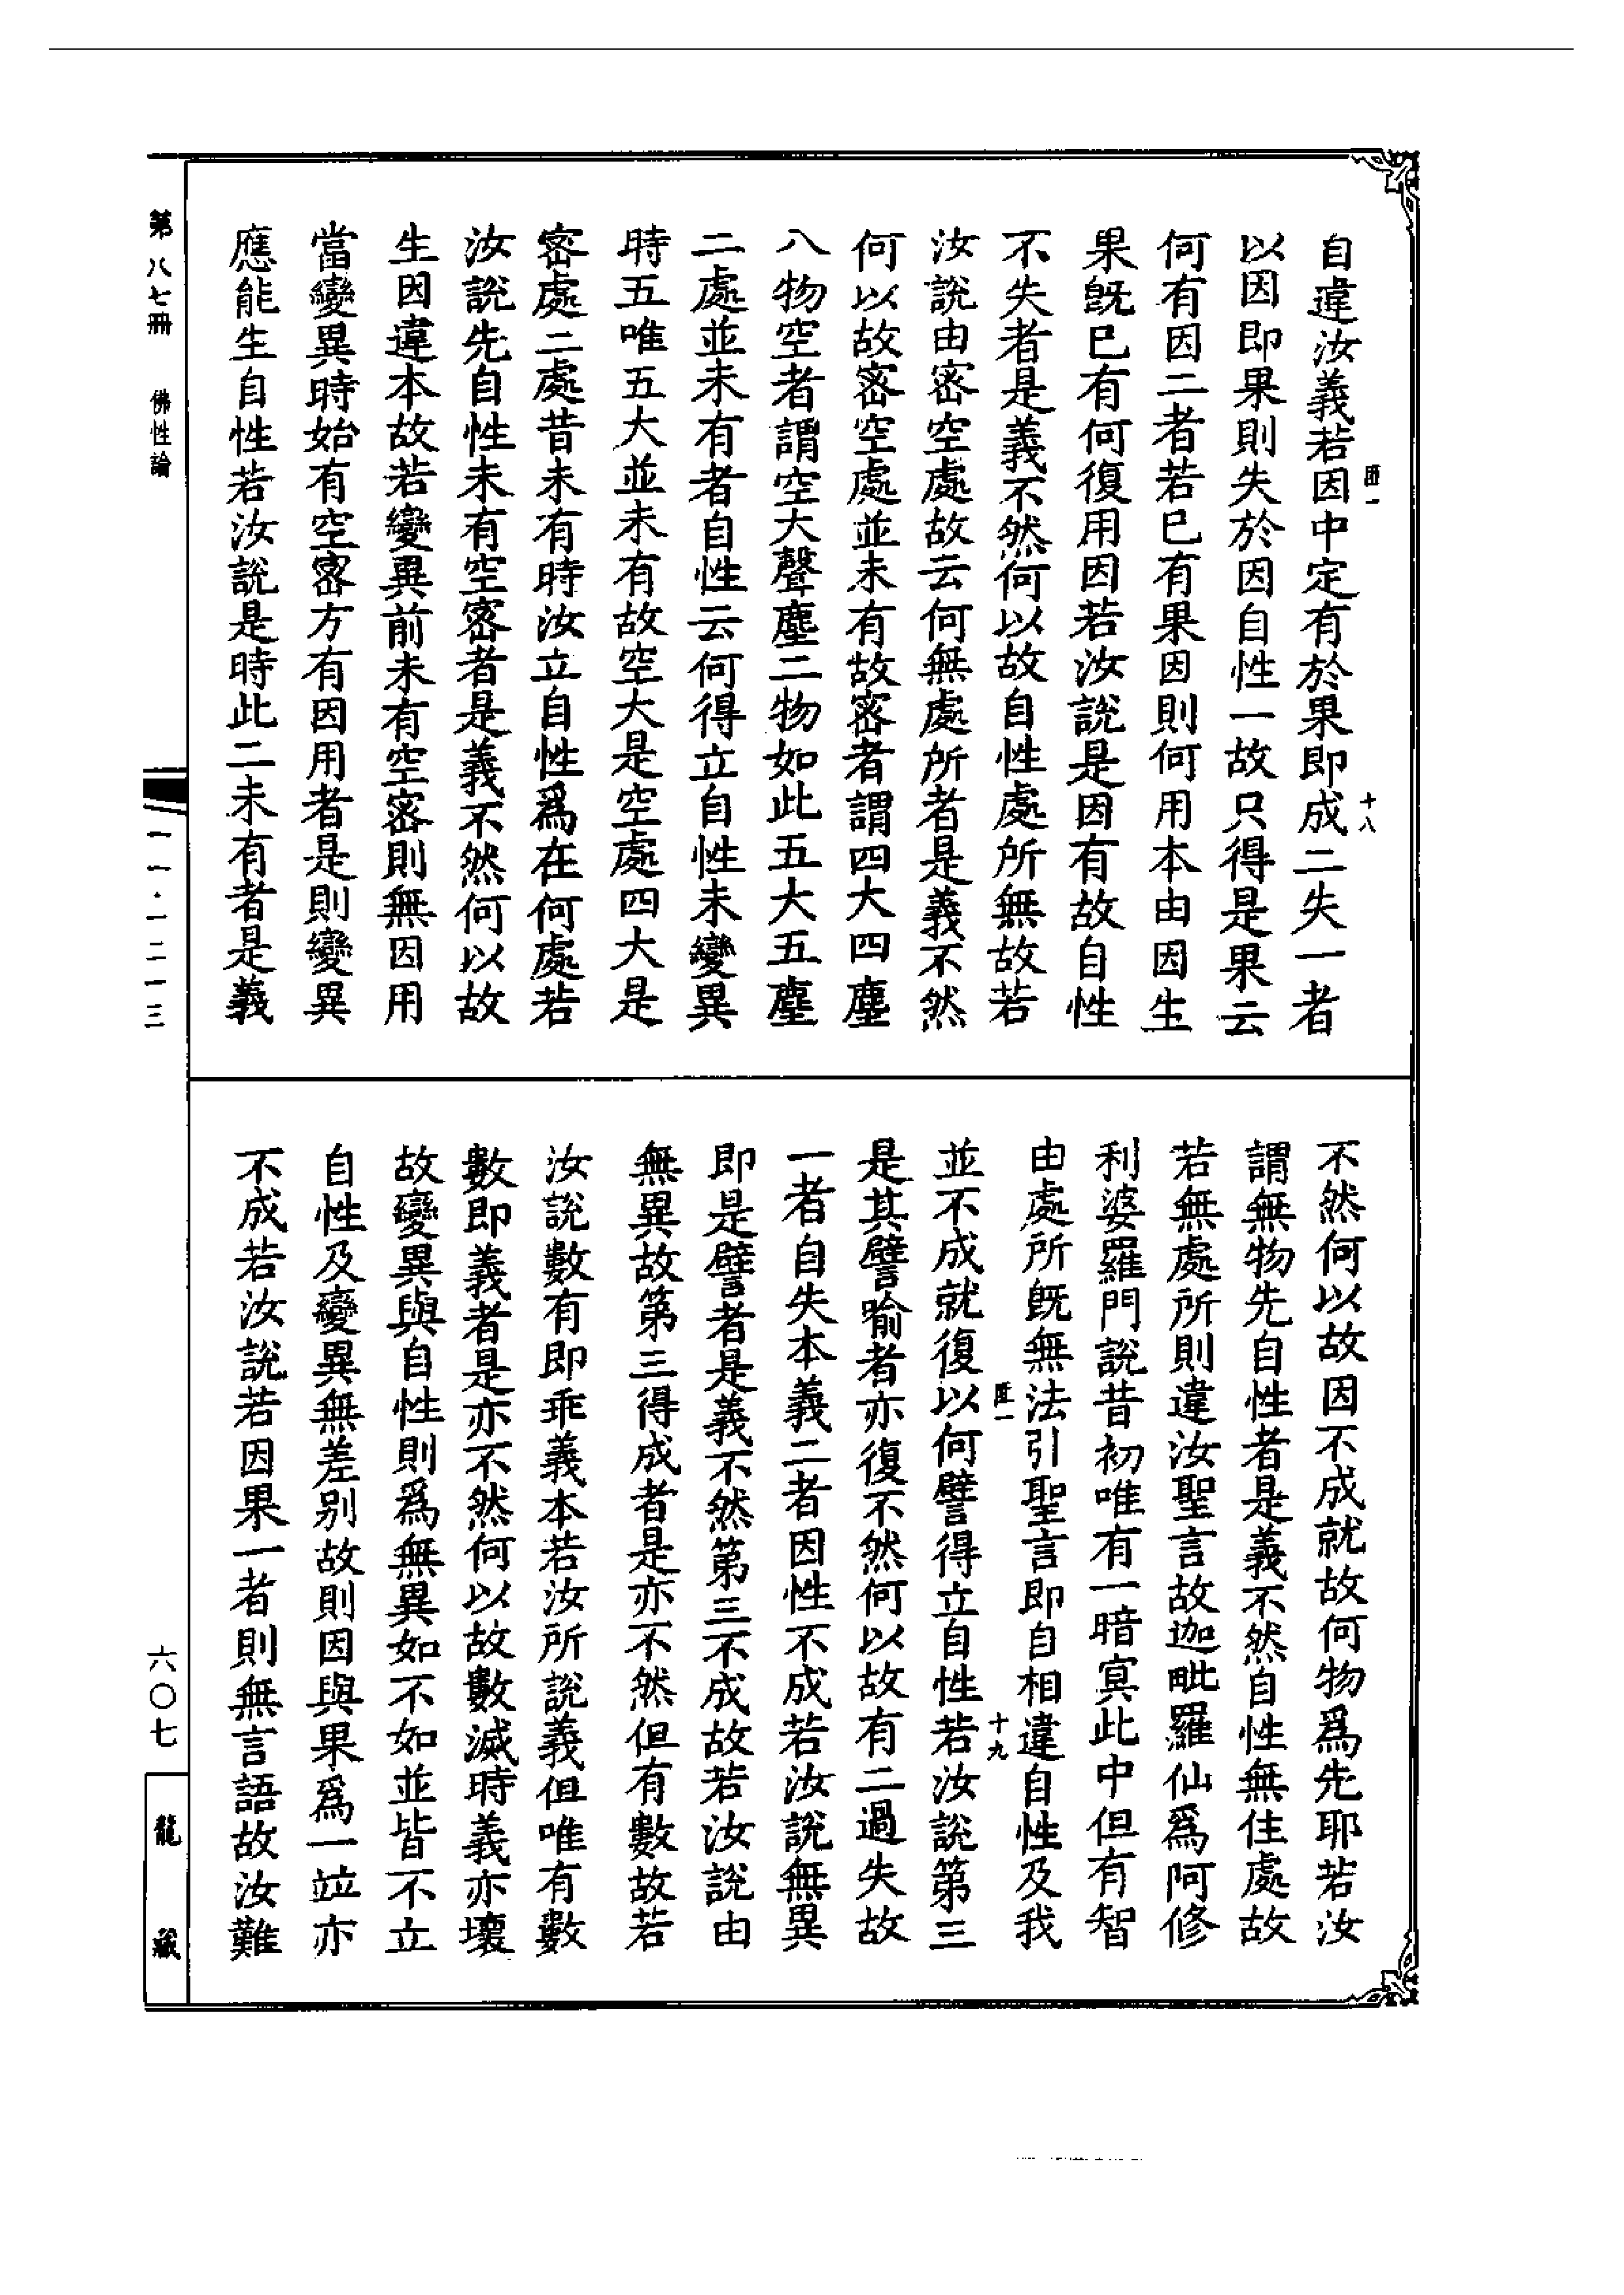 自違汝義若因中定有於果即成二失一者
以因即果則失於因自性一故只得是果云
何有因二者若已有果因則何用本由因生
果旣已有何復用因若汝說是因有故自性
不失者是義不然何以故自性處所無故若
汝說由密空處故云何無處所者是義不然
何以故密空處並未有故密者謂四大四塵
八物空者謂空大聲塵二物如此五大五塵
二處並未有者自性云何得立自性未變異
時五唯五大並未有故空大是空處四大是
密處二處昔未有時汝立自性爲在何處若
汝說先自性未有空密者是義不然何以故
生因違本故若變異前未有空密則無因用
當變異時始有空密方有因用者是則變異
應能生自性若汝說是時此二未有者是義
不然何以故因不成就故何物爲先耶若汝
謂無物先自性者是義不然自性無住處故
若無處所則違汝聖言故迦毗羅仙爲阿修
利婆羅門說昔初唯有一暗寘此中但有智
由處所旣無法引聖言即自相違自性及我
並不成就復以何譬得立自性若汝說第三
是其譬喻者亦復不然何以故有二過失故
一者自失本義二者因性不成若汝說無異
即是譬者是義不然第三不成故若汝說由
無異故第三得成者是亦不然但有數故若
汝說數有即乖義本若汝所說義但唯有數
數即義者是亦不然何以故數滅時義亦壞
故變異與自性則爲無異如不如並皆不立
自性及變異無差别故則因與果爲一竝亦
不成若汝說若因果一者則無言語故汝難
十八
十九
第八七冊 佛性論
一一·一二一三
六〇七
龍藏